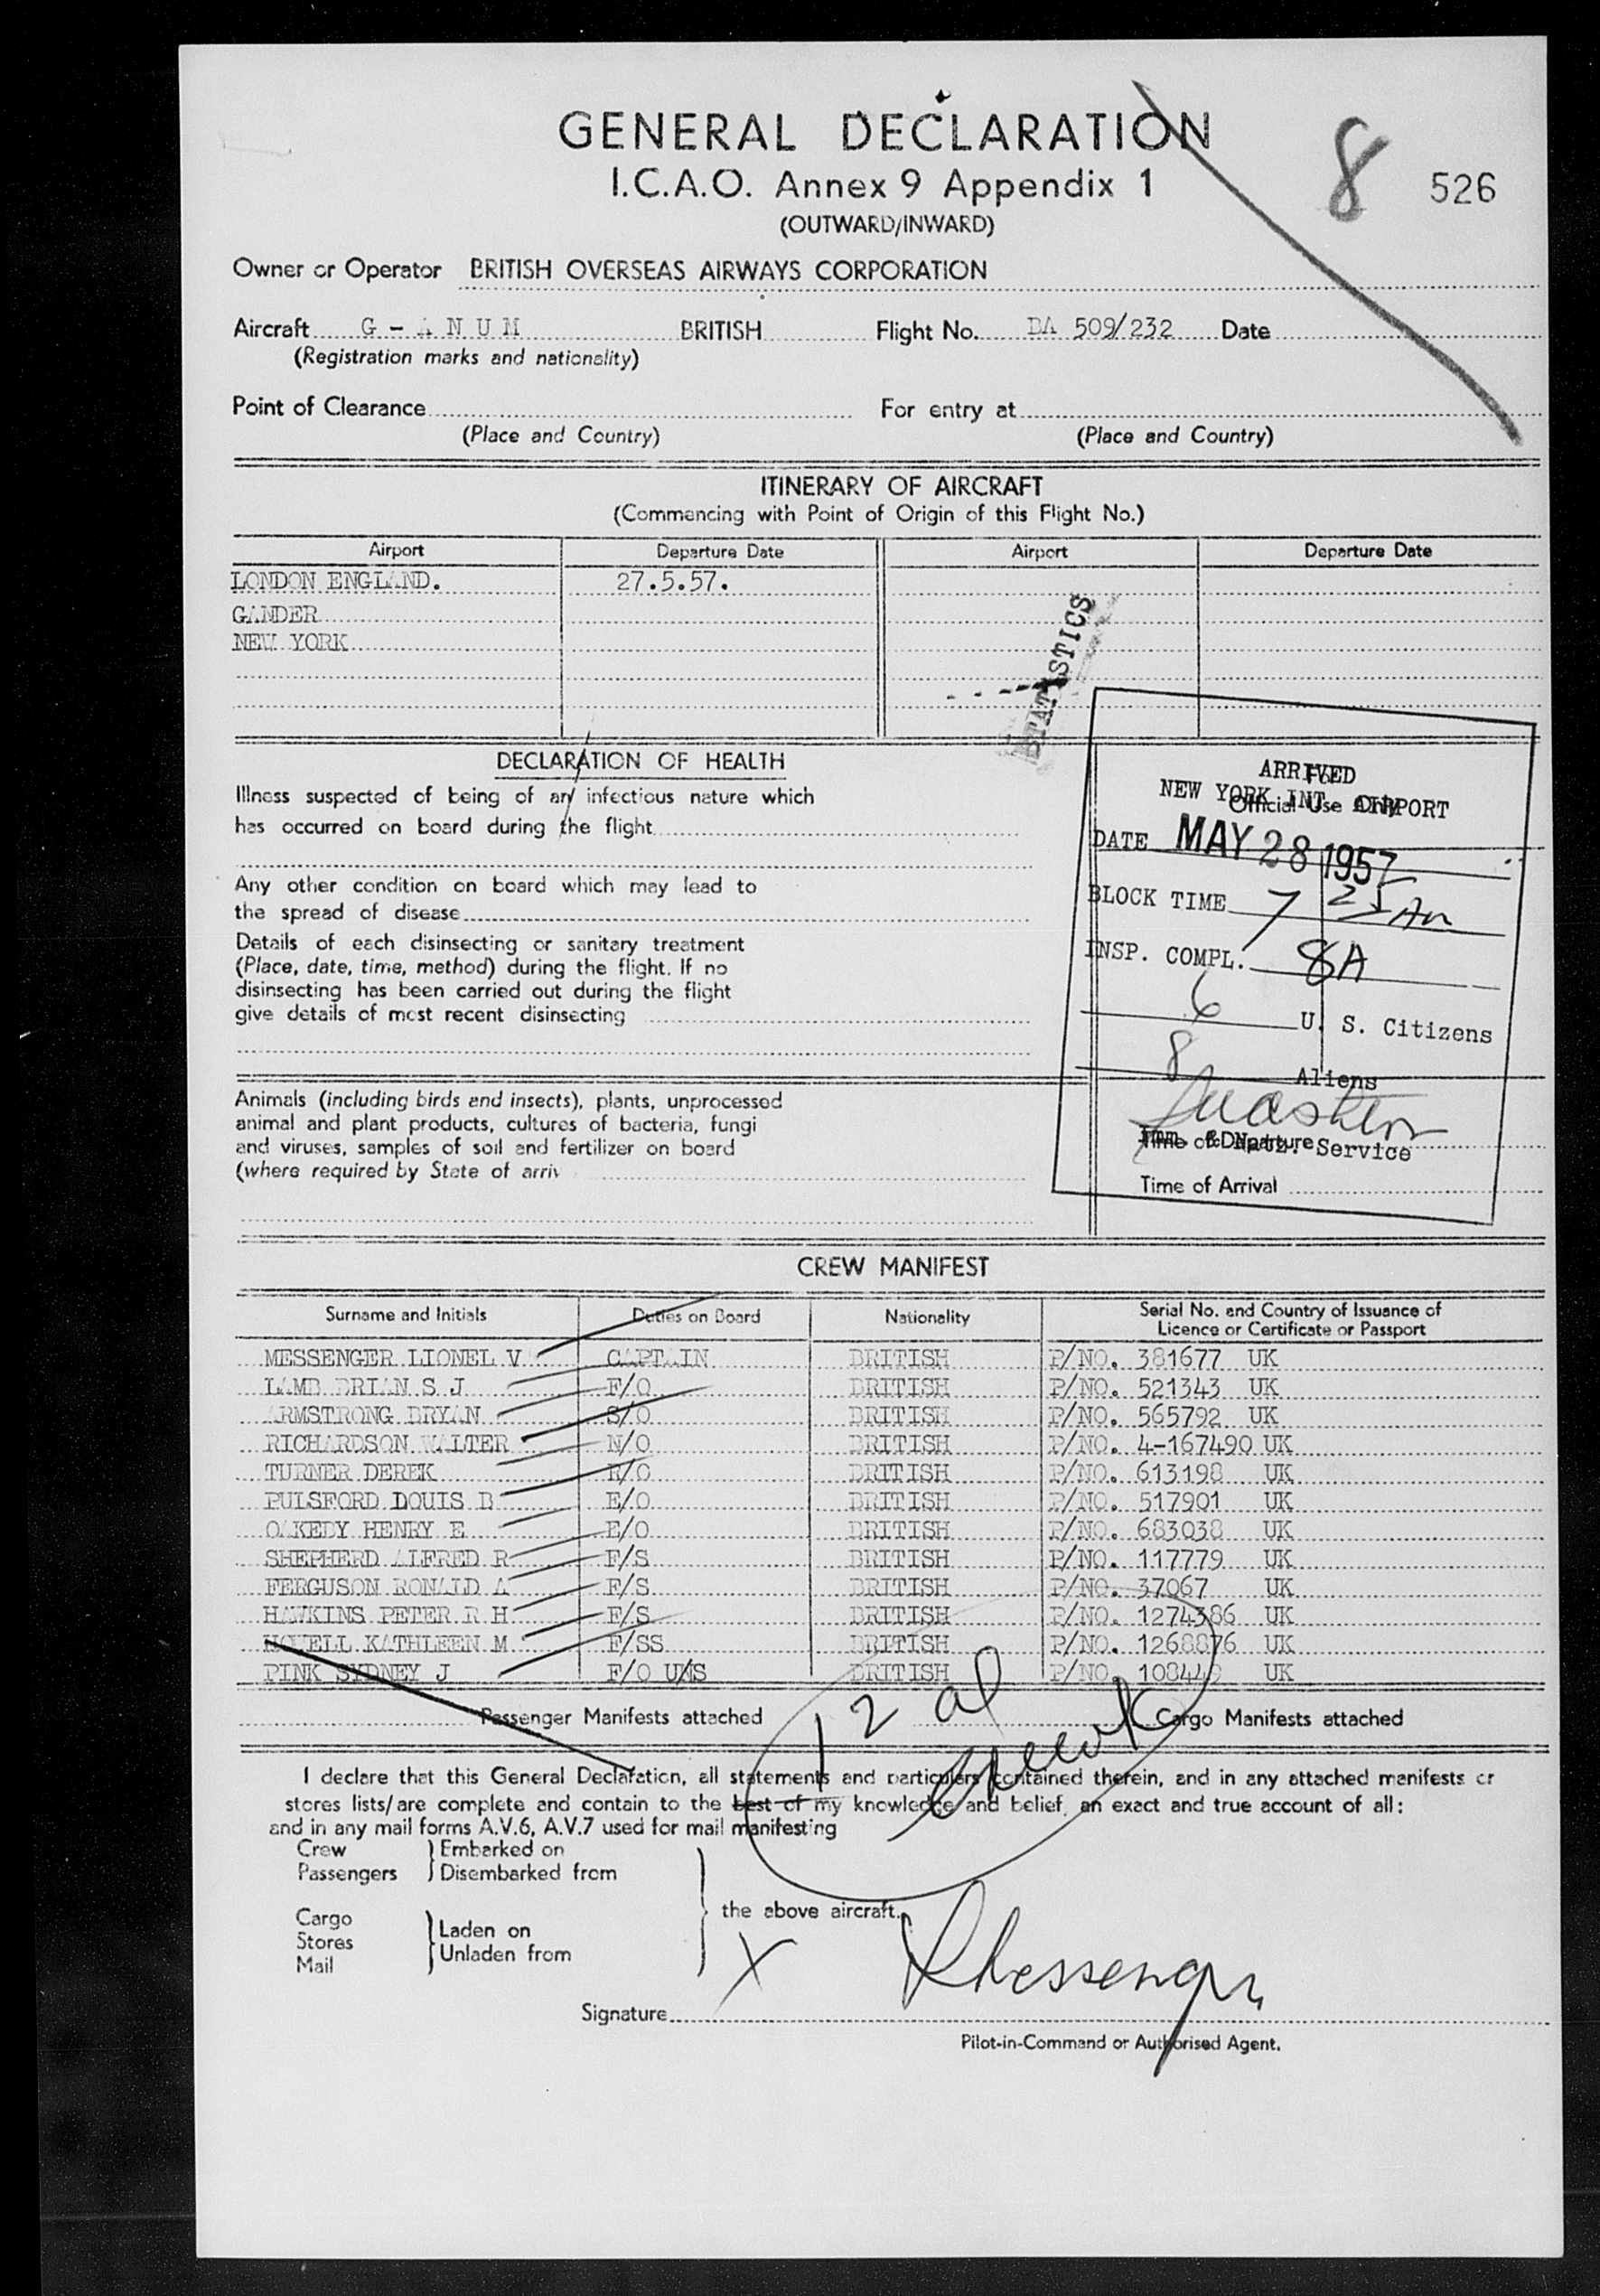 GENERAL DECLARATION
I.C.A.O. Annex 9 Appendix 1
(OUTWARD/INWARD)
8 526
Owner or Operator BRITISH OVERSEAS AIRWAYS CORPORATION
Aircraft G - A N U M BRITISH Flight No. BA 509/232 Date
(Registration marks and nationality)
Point of Clearance For entry at
(Place and Country) (Place and Country)
ITINERARY OF AIRCRAFT
(Commencing with Point of Origin of this Flight No.)
Airport Departure Date Airport Departure Date
LONDON ENGLAND. 27.5.57.
GANDER
NEW YORK
STATISTICS
DECLARATION OF HEALTH
Illness suspected of being of any infectious nature which
has occurred on board during the flight
Any other condition on board which may lead to
the spread of disease
Details of each disinsecting or sanitary treatment
(Place, date, time, method) during the flight. If no
disinsecting has been carried out during the flight
give details of most recent disinsecting
Animals (including birds and insects), plants, unprocessed
animal and plant products, cultures of bacteria, fungi
and viruses, samples of soil and fertilizer on board
(where required by State of arriv
For
Official Use Only
ARRIVED
NEW YORK INT. AIRPORT
DATE MAY 28 1957
BLOCK TIME 7 25 AM
INSP. COMPL. 8A
6 U. S. Citizens
8 Aliens
Imm. & Natz. Service
Time of Departure
Time of Arrival
CREW MANIFEST
Surname and Initials Duties on Board Nationality Serial No. and Country of Issuance of
Licence or Certificate or Passport
MESSENGER LIONEL V CAPTAIN BRITISH P/NO. 381677 UK
LAMB BRIAN S J F/O BRITISH P/NO. 521343 UK
ARMSTRONG BRYAN S/O BRITISH P/NO. 565792 UK
RICHARDSON WALTER N/O BRITISH P/NO. 4-167490 UK
TURNER DEREK R/O BRITISH P/NO. 613198 UK
PULSFORD DOUIS B E/O BRITISH P/NO. 517901 UK
OAKEDY HENRY E E/O BRITISH P/NO. 683038 UK
SHEPHERD ALFRED R F/S BRITISH P/NO. 117779 UK
FERGUSON RONALD A F/S BRITISH P/NO. 37067 UK
HAWKINS PETER R H F/S BRITISH P/NO. 1274386 UK
KATHLEEN M F/SS BRITISH P/NO. 1268876 UK
PINK SYDNEY J F/O U/S BRITISH P/NO. UK
Passenger Manifests attached Cargo Manifests attached
12 al
I declare that this General Declaration, all statements and particulars contained therein, and in any attached manifests or
stores lists/are complete and contain to the best of my knowledge and belief, an exact and true account of all:
and in any mail forms A.V.6, A.V.7 used for mail manifesting
Crew Embarked on
Passengers Disembarked from
the above aircraft.
Cargo Laden on
Stores Unladen from
Mail
X
Signature LMessenger
Pilot-in-Command or Authorised Agent.